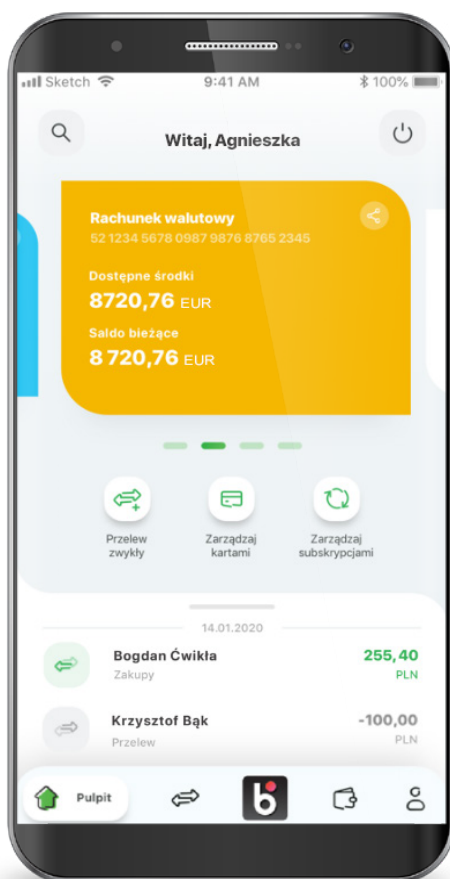 Sketch
9:41 AM
100%
Witaj, Agnieszka
Rachunek walutowy
52 1234 5678 0987 9876 8765 2345
Dostępne środki
8720,76 EUR
Saldo bieżące
8 720,76 EUR
Przelew
zwykły
Zarządzaj
kartami
Zarządzaj
subskrypcjami
14.01.2020
Bogdan Ćwikła
255,40
Zakupy
PLN
Krzysztof Bąk
-100,00
Przelew
PLN
Pulpit
b